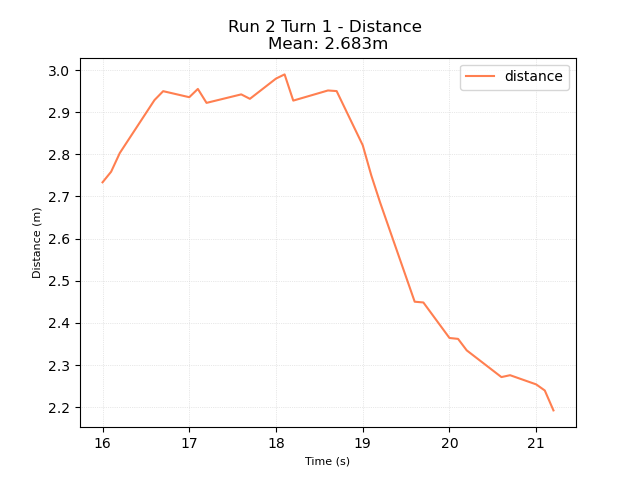 Run 2 Turn 1 - Distance
Mean: 2.683m
distance
3.0
2.9
2.8
2.7
2.6
2.5
2.4
2.3
2.2
Distance (m)
16 17 18 19 20 21
Time (s)